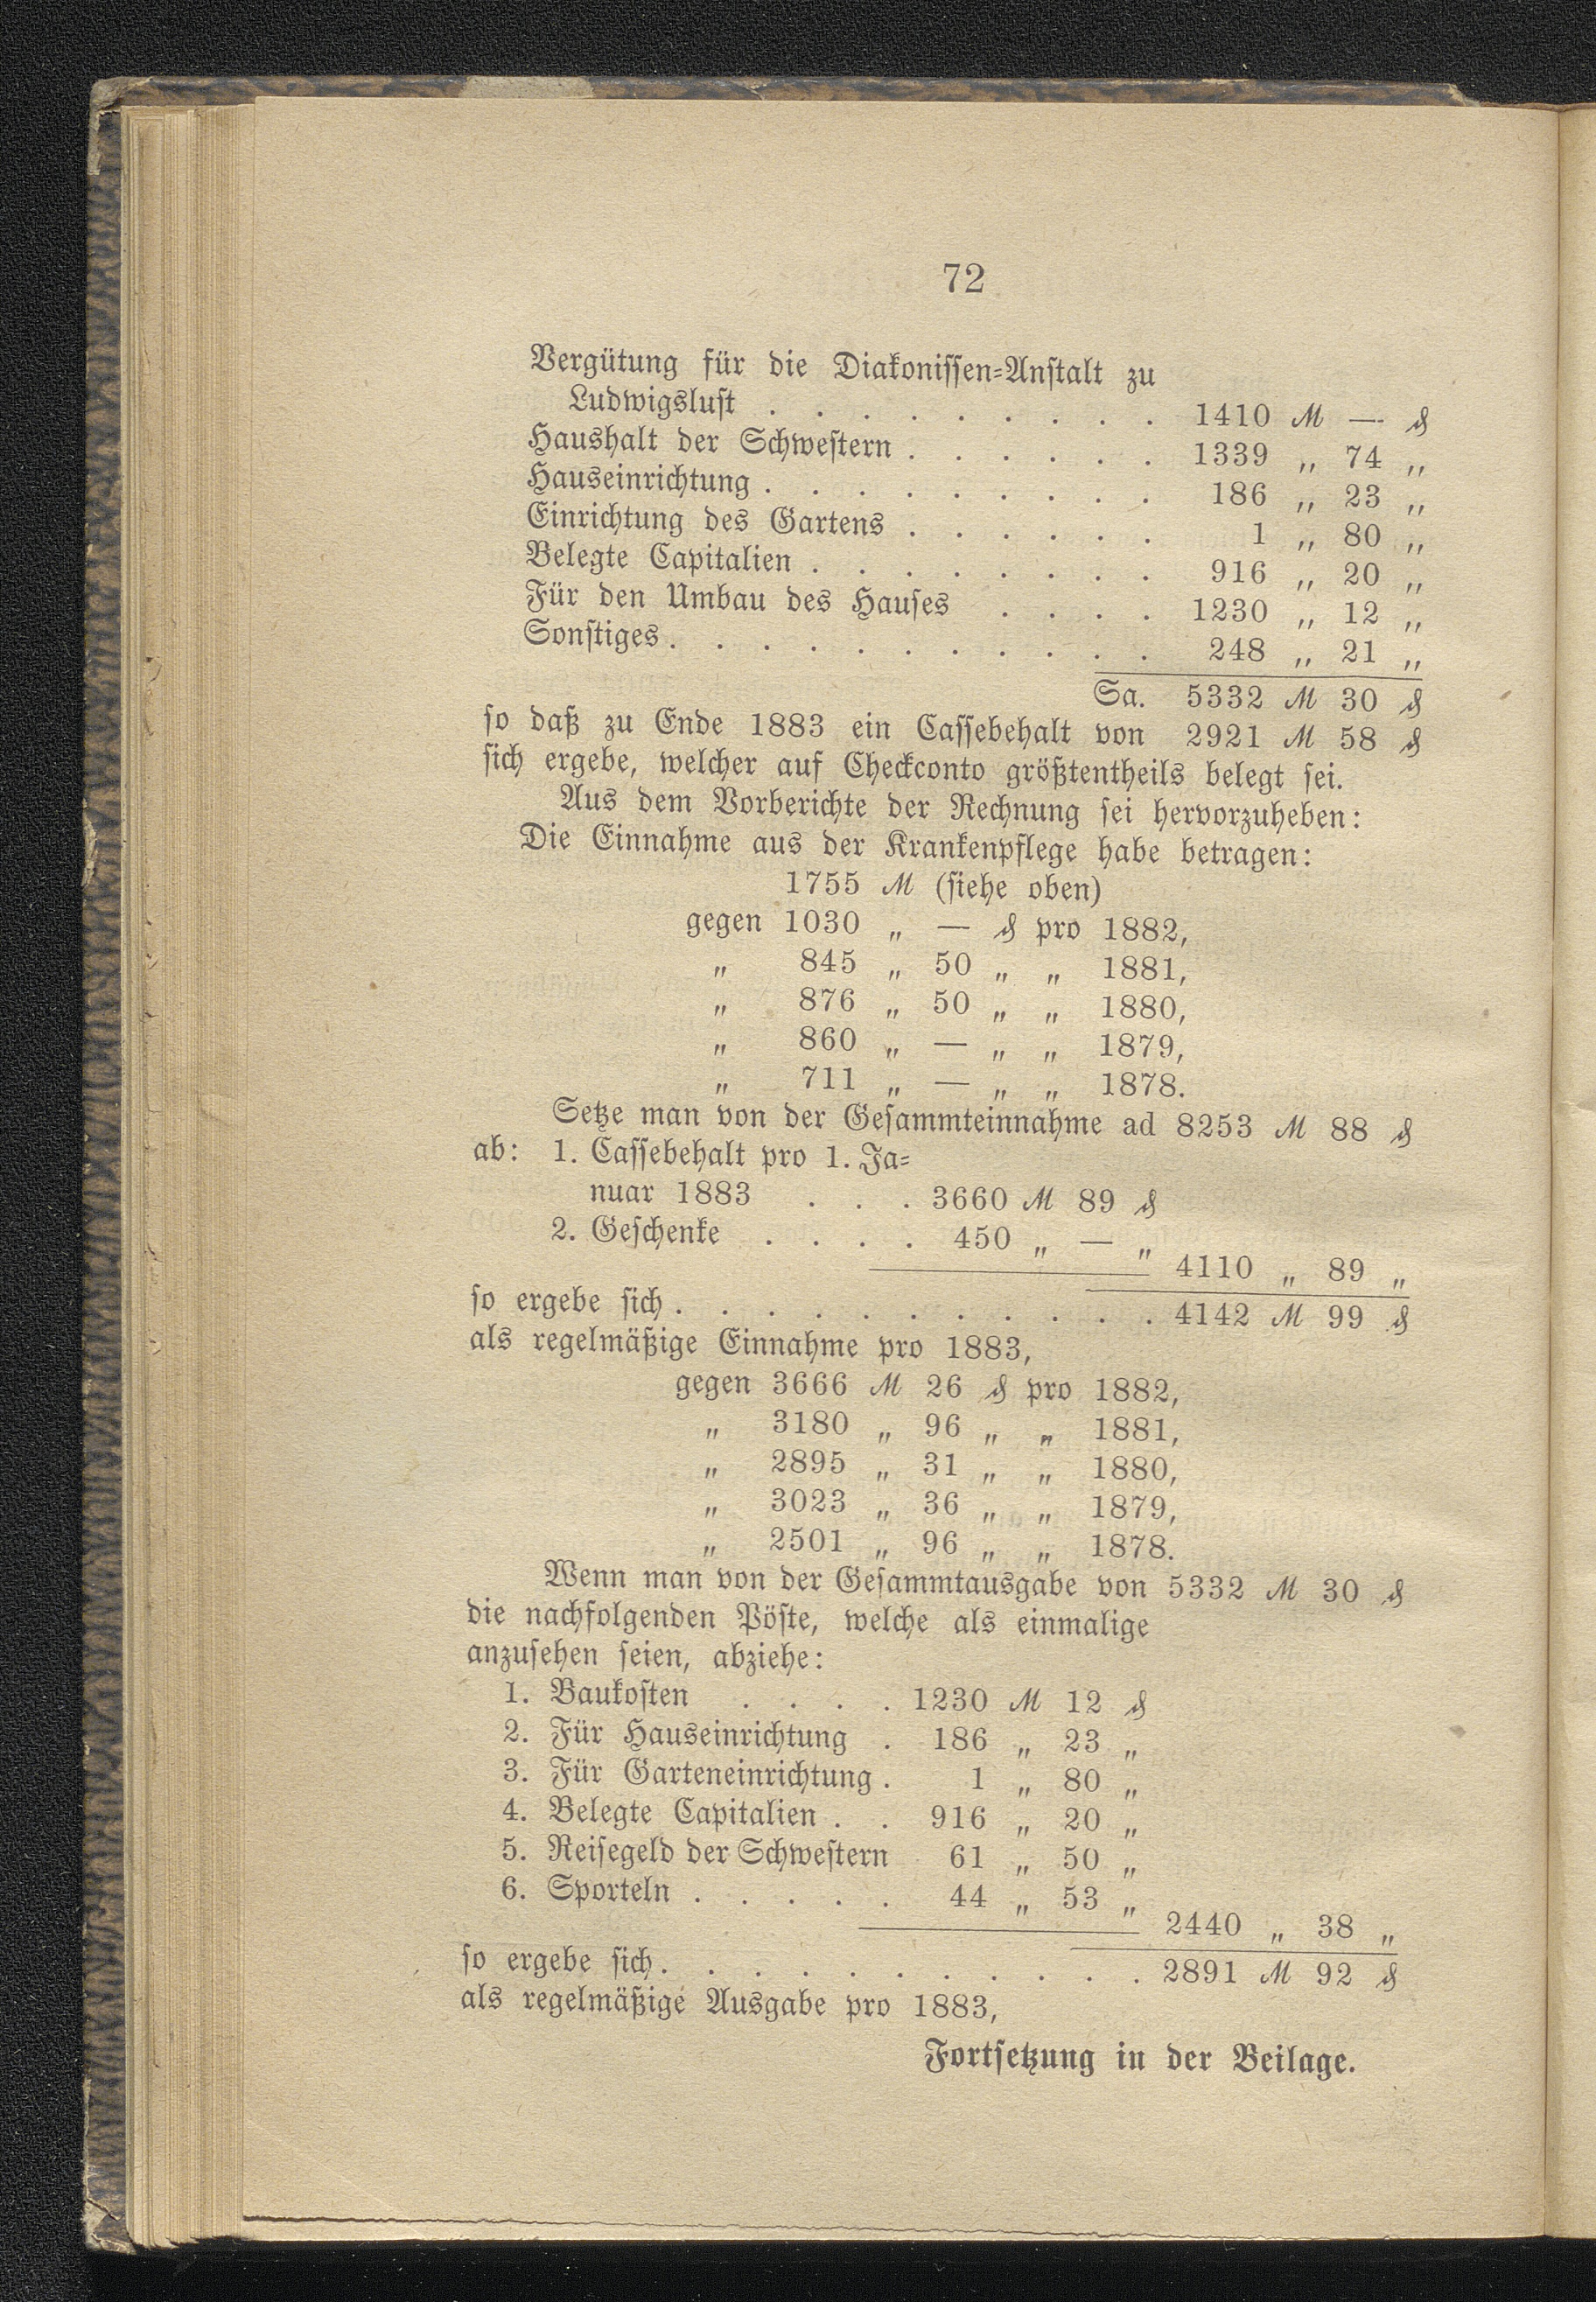 72
Vergütung für die Diakonissen-Anstalt zu
Ludwigslust . . . . . . . . . 1410 ℳ — ₰
Haushalt der Schwestern . . . . . . 1339 „ 74 „
Hauseinrichtung . . . . . . . . . 186 „ 23 „
Einrichtung des Gartens . . . . . . 1 „ 80 „
Belegte Capitalien . . . . . . . . 916 „ 20 „
Für den Umbau des Hauses . . . . 1230 „ 12 „
Sonstiges . . . . . . . . . . . 248 „ 21 „
Sa. 5332 ℳ 30 ₰
so daß zu Ende 1883 ein Cassebehalt von 2921 ℳ 58 ₰
sich ergebe, welcher auf Checkconto größtentheils belegt sei.
Aus dem Vorberichte der Rechnung sei hervorzuheben:
Die Einnahme aus der Krankenpflege habe betragen:
1755 ℳ (siehe oben)
gegen 1030 „ — ₰ pro 1882,
„ 845 „ 50 „ „ 1881,
„ 876 „ 50 „ „ 1880,
„ 860 „ — „ „ 1879,
„ 711 „ — „ „ 1878.
Setze man von der Gesammteinnahme ad 8253 ℳ 88 ₰
ab: 1. Cassebehalt pro 1. Ja-
nuar 1883 . . . 3660 ℳ 89 ₰
2. Geschenke . . . . 450 „ — „
4110 „ 89 „
so ergebe sich . . . . . . . . . . . 4142 ℳ 99 ₰
als regelmäßige Einnahme pro 1883,
gegen 3666 ℳ 26 ₰ pro 1882,
„ 3180 „ 96 „ „ 1881,
„ 2895 „ 31 „ „ 1880,
„ 3023 „ 36 „ „ 1879,
„ 2501 „ 96 „ „ 1878.
Wenn man von der Gesammtausgabe von 5332 ℳ 30 ₰
die nachfolgenden Pöste, welche als einmalige
anzusehen seien, abziehe:
1. Baukosten . . . . 1230 ℳ 12 ₰
2. Für Hauseinrichtung . 186 „ 23 „
3. Für Garteneinrichtung . 1 „ 80 „
4. Belegte Capitalien . . 916 „ 20 „
5. Reisegeld der Schwestern 61 „ 50 „
6. Sporteln . . . . . 44 „ 53 „
2440 „ 38 „
so ergebe sich . . . . . . . . . . . 2891 ℳ 92 ₰
als regelmäßige Ausgabe pro 1883,
Fortsetzung in der Beilage.